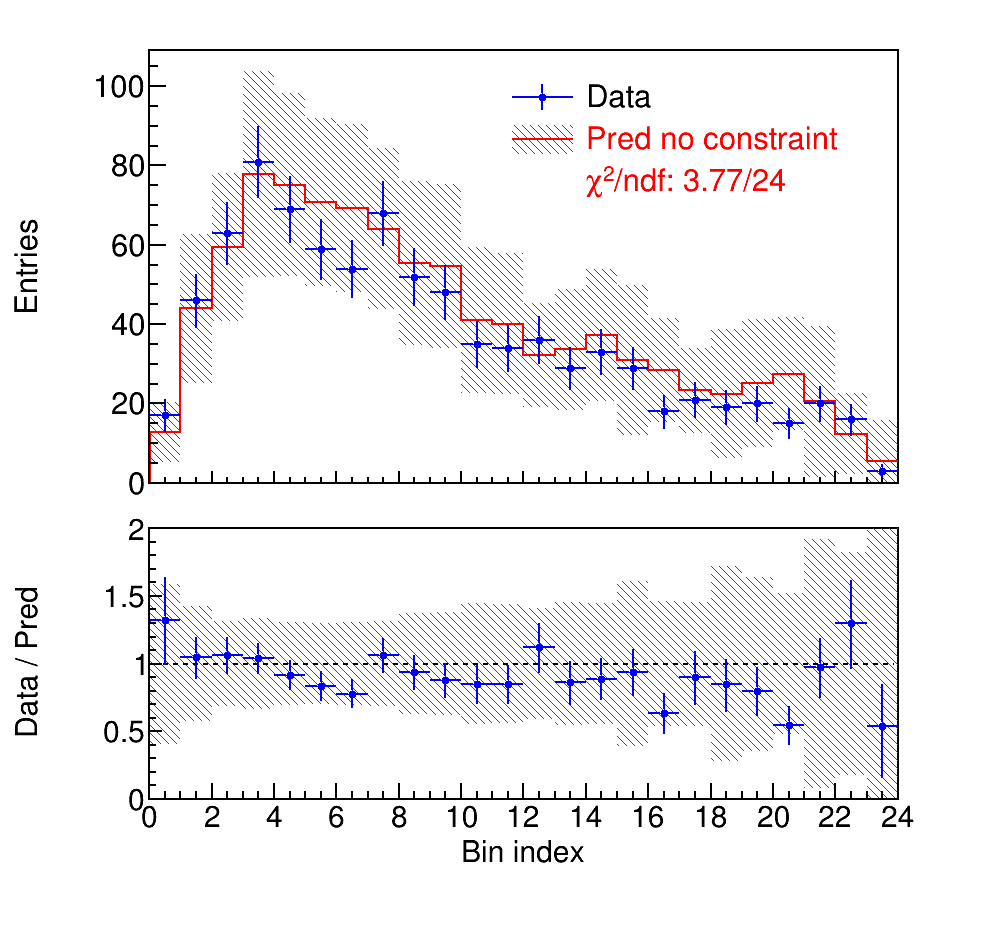 Entries
100
80
60
40
20
0
Data
Pred no constraint
χ²/ndf: 3.77/24
Data / Pred
2
1.5
1
0.5
0
0 2 4 6 8 10 12 14 16 18 20 22 24
Bin index